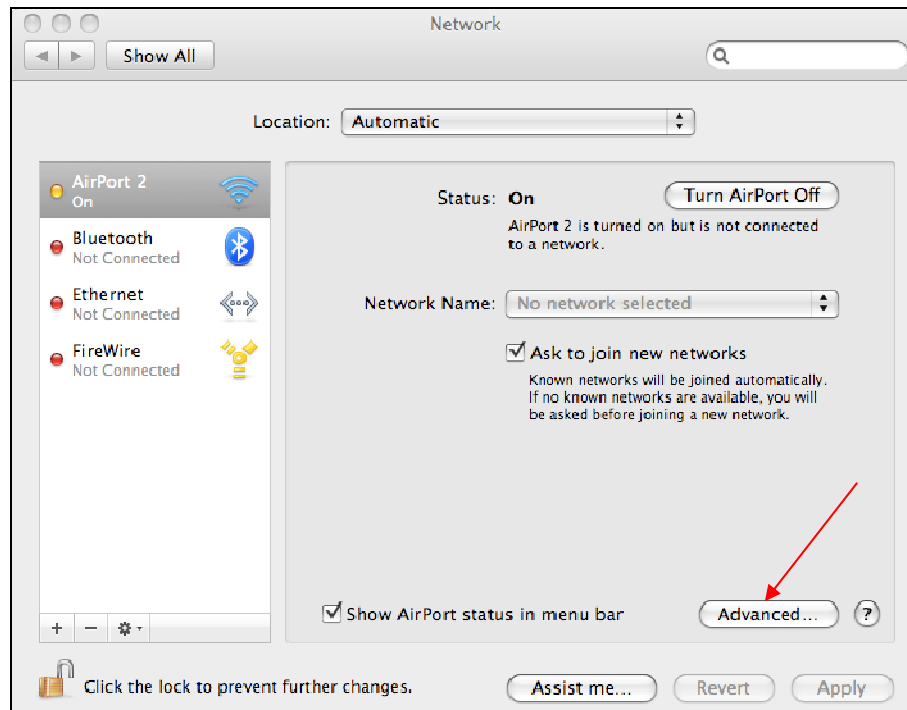 Network
Show All
Location: Automatic
AirPort 2
On
Bluetooth
Not Connected
Ethernet
Not Connected
FireWire
Not Connected
Status: On
Turn AirPort Off
AirPort 2 is turned on but is not connected
to a network.
Network Name: No network selected
Ask to join new networks
Known networks will be joined automatically.
If no known networks are available, you will
be asked before joining a new network.
Show AirPort status in menu bar
Advanced...
?
Click the lock to prevent further changes.
Assist me...
Revert
Apply